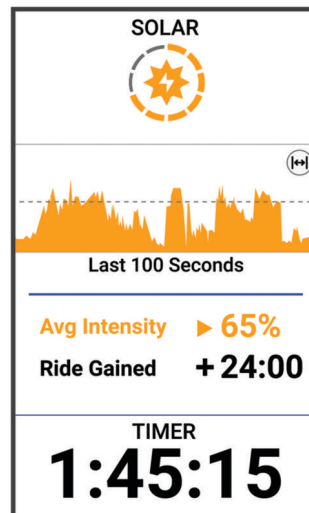 SOLAR
Last 100 Seconds
Avg Intensity 65%
Ride Gained +24:00
TIMER
1:45:15